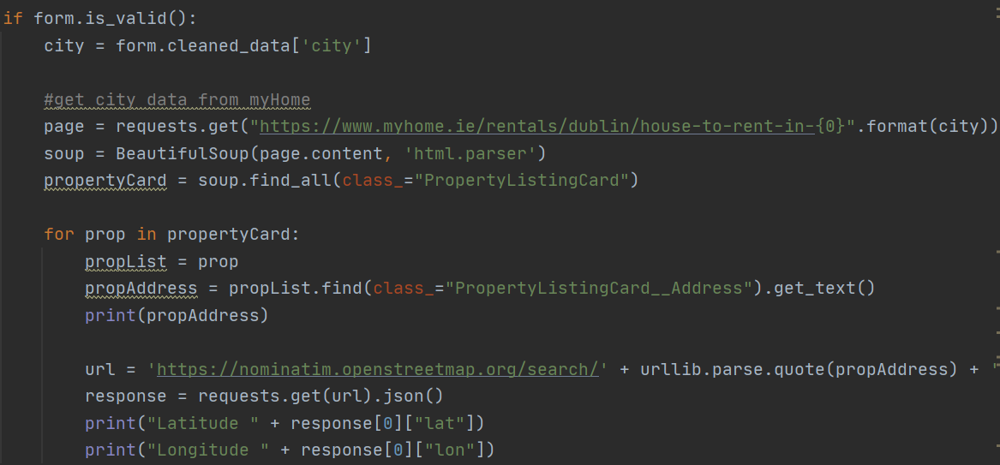 if form.is_valid():
    city = form.cleaned_data['city']

    #get city data from myHome
    page = requests.get("https://www.myhome.ie/rentals/dublin/house-to-rent-in-{0}".format(city))
    soup = BeautifulSoup(page.content, 'html.parser')
    propertyCard = soup.find_all(class_="PropertyListingCard")

    for prop in propertyCard:
        propList = prop
        propAddress = propList.find(class_="PropertyListingCard__Address").get_text()
        print(propAddress)

        url = 'https://nominatim.openstreetmap.org/search/' + urllib.parse.quote(propAddress) + '
        response = requests.get(url).json()
        print("Latitude " + response[0]["lat"])
        print("Longitude " + response[0]["lon"])